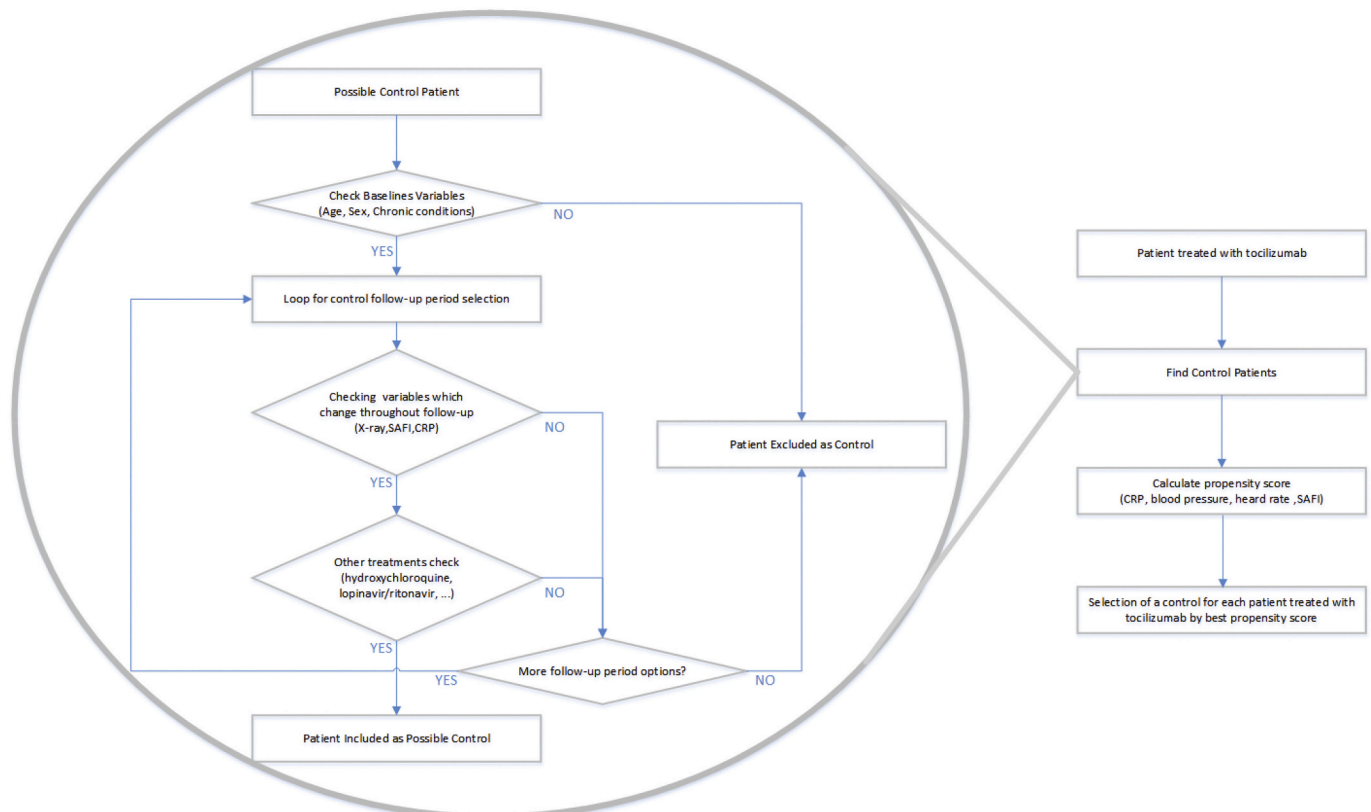 Possible Control Patient
Check Baselines Variables
(Age, Sex, Chronic conditions)
NO
YES
Loop for control follow-up period selection
Checking variables which
change throughout follow-up
(X-ray,SAFI,CRP)
NO
YES
Other treatments check
(hydroxychloroquine,
lopinavir/ritonavir, ...)
NO
YES
More follow-up period options?
YES
NO
Patient Included as Possible Control
Patient Excluded as Control
Patient treated with tocilizumab
Find Control Patients
Calculate propensity score
(CRP, blood pressure, heard rate ,SAFI)
Selection of a control for each patient treated with
tocilizumab by best propensity score